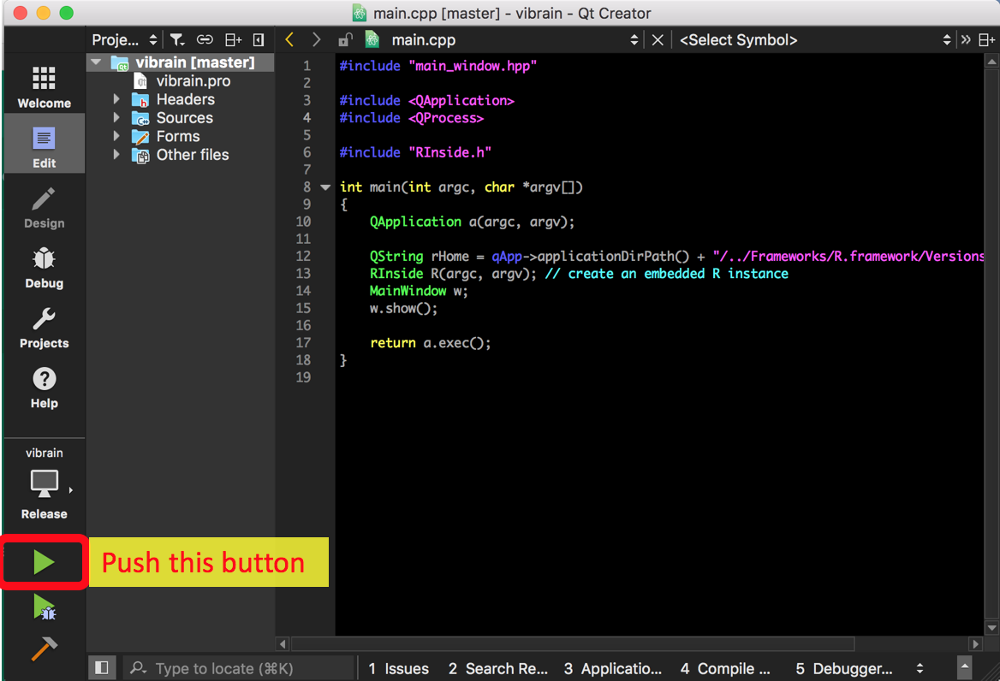 main.cpp [master] - vibrain - Qt Creator
Proje...
main.cpp
<Select Symbol>
Welcome
Edit
Design
Debug
Projects
Help
vibrain
Release
vibrain [master]
vibrain.pro
Headers
Sources
Forms
Other files
1 #include "main_window.hpp"
2
3 #include <QApplication>
4 #include <QProcess>
5
6 #include "RInside.h"
7
8 int main(int argc, char *argv[])
9 {
10 QApplication a(argc, argv);
11
12 QString rHome = qApp->applicationDirPath() + "/../Frameworks/R.framework/Versions
13 RInside R(argc, argv); // create an embedded R instance
14 MainWindow w;
15 w.show();
16
17 return a.exec();
18 }
19
Push this button
Type to locate (⌘K)
1 Issues
2 Search Re...
3 Applicatio...
4 Compile ...
5 Debugger...